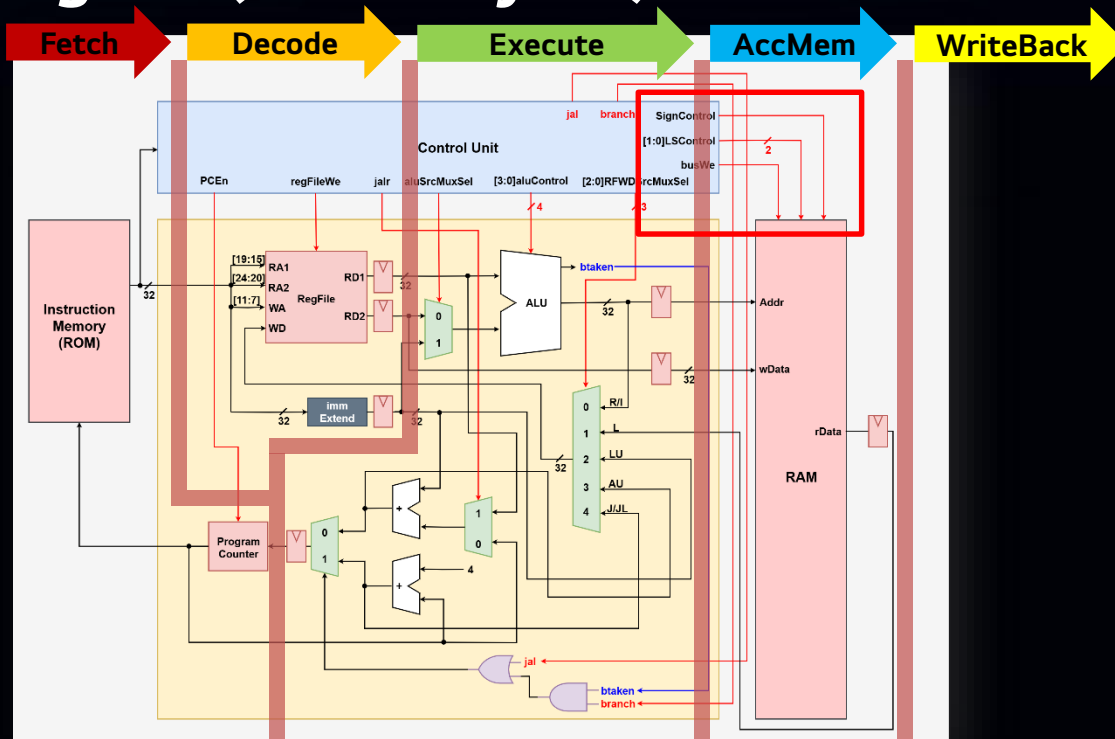 Fetch
Decode
Execute
AccMem
WriteBack
jal
branch
SignControl
[1:0]LSControl
2
busWe
Control Unit
PCEn
regFileWe
jalr
aluSrcMuxSel
[3:0]aluControl
[2:0]RFWDSrcMuxSel
4
3
Instruction
Memory
(ROM)
32
[19:15]
RA1
[24:20]
RA2
[11:7]
WA
WD
RegFile
RD1
RD2
32
0
1
ALU
btaken
32
Addr
wData
32
rData
RAM
32
imm
Extend
32
0
R/I
1
L
2
LU
3
AU
4
J/JL
32
+
1
0
Program
Counter
0
1
+
4
jal
btaken
branch